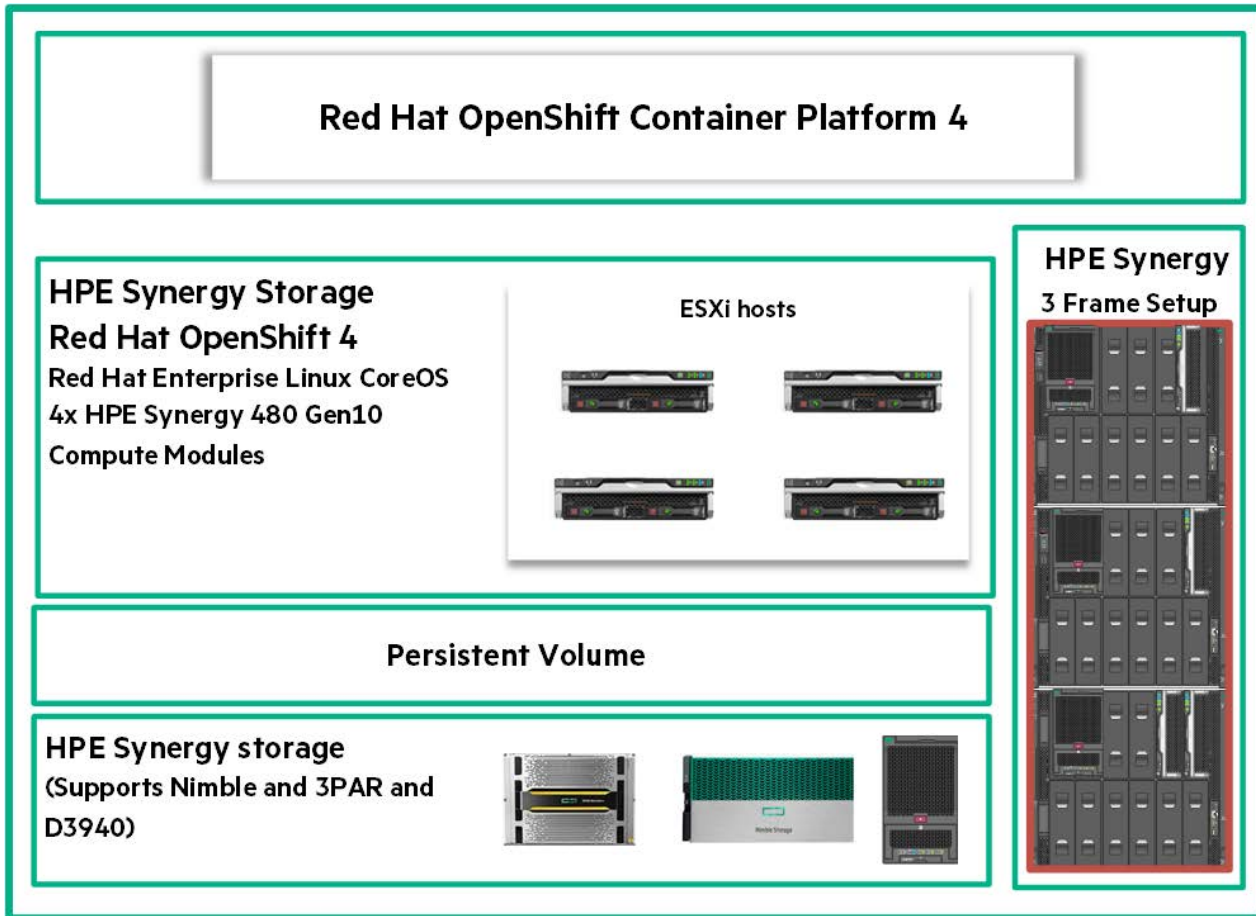 Red Hat OpenShift Container Platform 4
HPE Synergy Storage
Red Hat OpenShift 4
Red Hat Enterprise Linux CoreOS
4x HPE Synergy 480 Gen10
Compute Modules
ESXi hosts
HPE Synergy
3 Frame Setup
Persistent Volume
HPE Synergy storage
(Supports Nimble and 3PAR and
D3940)
Nimble Storage